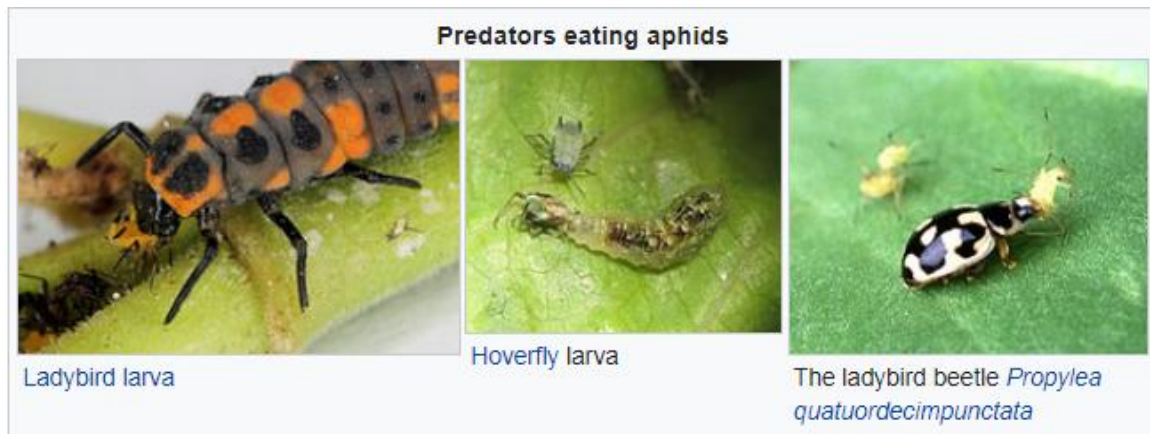 Predators eating aphids
Ladybird larva
Hoverfly larva
The ladybird beetle Propylea
quatuordecimpunctata